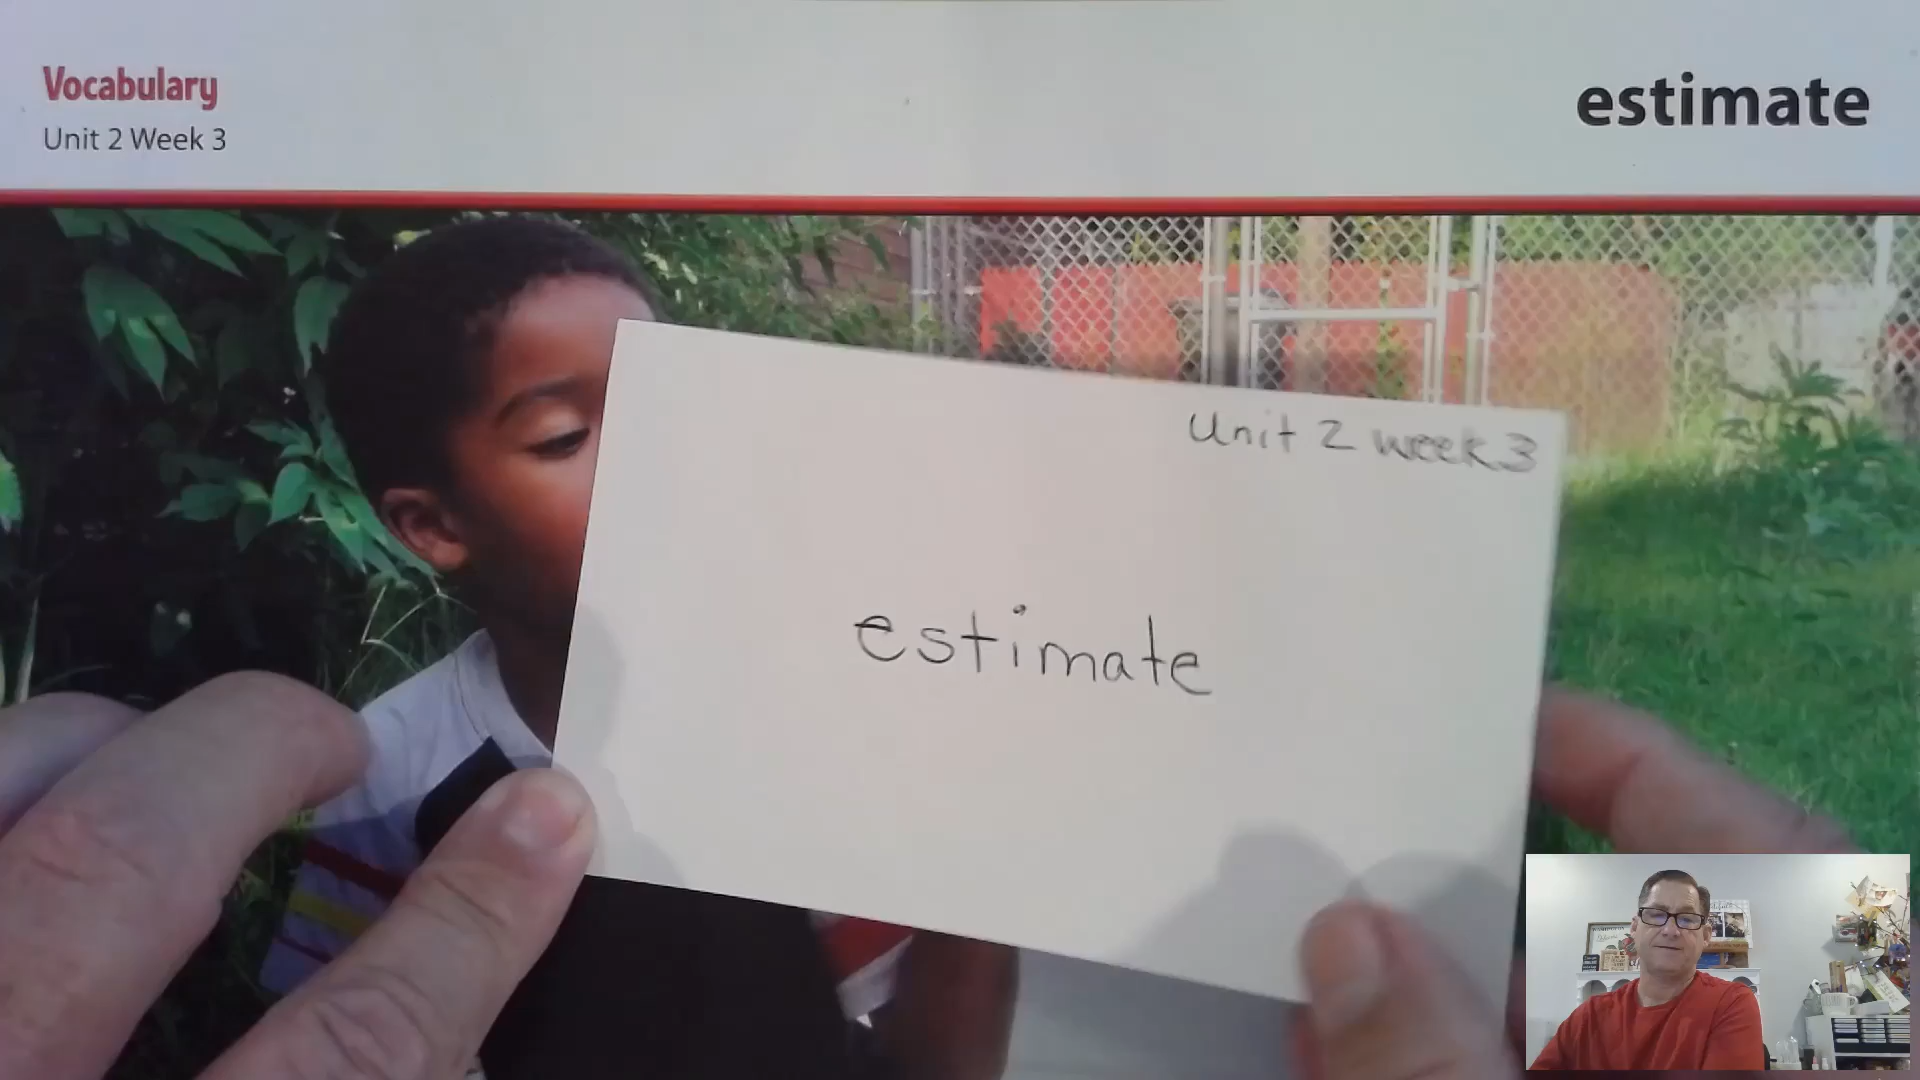 Vocabulary
Unit 2 Week 3
estimate
Unit 2 week 3
estimate